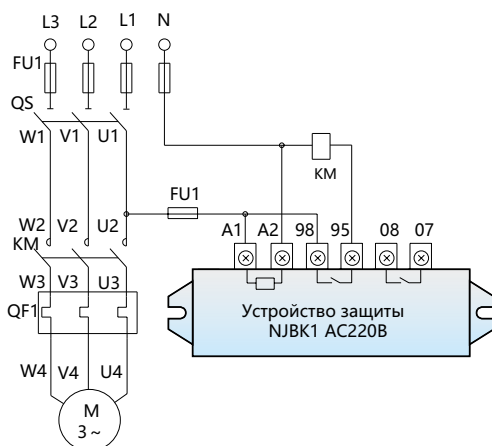 L3 L2 L1 N
FU1
QS
W1 V1 U1
KM
FU1
W2 V2 U2
A1 A2 98 95 08 07
KM
W3 V3 U3
QF1
Устройство защиты
NJBK1 AC220В
W4 V4 U4
M
3 ~